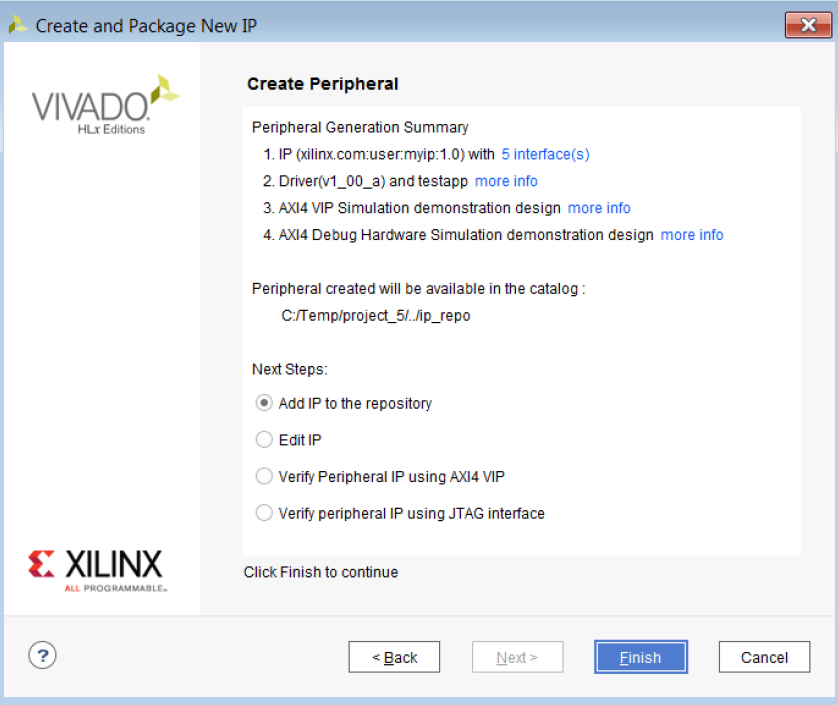 Create and Package New IP
VIVADO.
HLx Editions
Create Peripheral
Peripheral Generation Summary
1. IP (xilinx.com:user:myip:1.0) with 5 interface(s)
2. Driver(v1_00_a) and testapp more info
3. AXI4 VIP Simulation demonstration design more info
4. AXI4 Debug Hardware Simulation demonstration design more info
Peripheral created will be available in the catalog :
C:/Temp/project_5/../ip_repo
Next Steps:
Add IP to the repository
Edit IP
Verify Peripheral IP using AXI4 VIP
Verify peripheral IP using JTAG interface
XILINX
ALL PROGRAMMABLE™
Click Finish to continue
?
< Back
Next >
Finish
Cancel